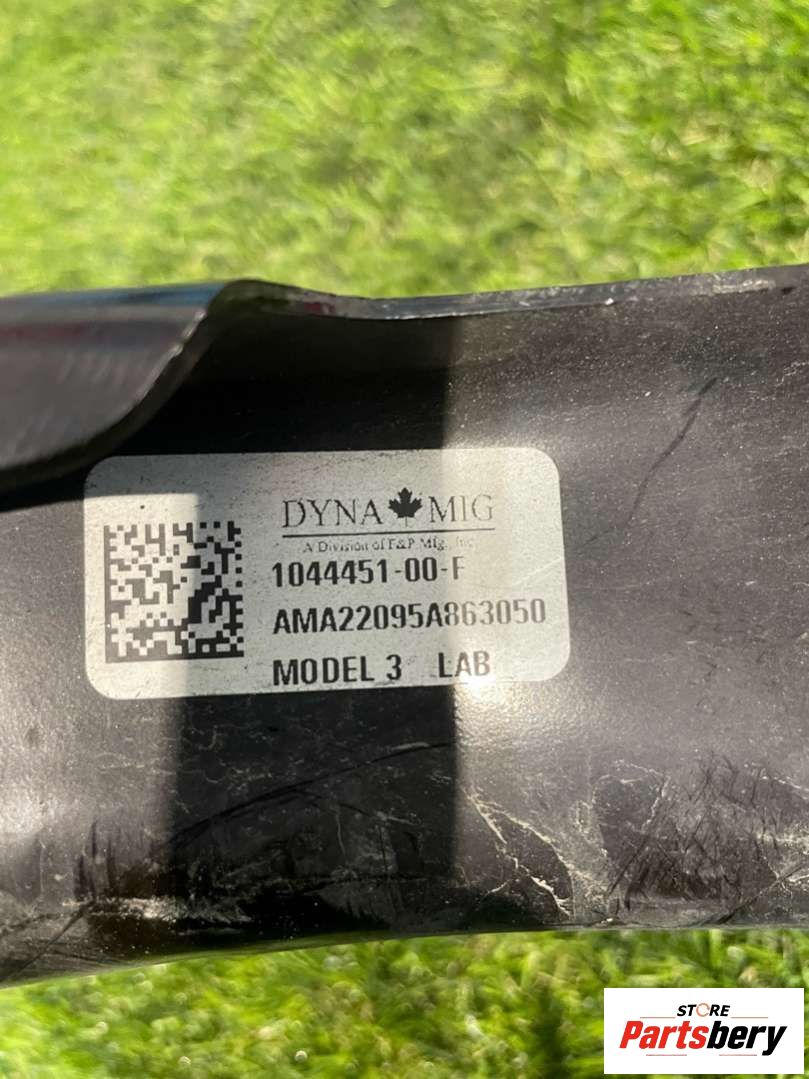 DYNA MIG
A Division of F&P Mfg., Inc.
1044451-00-F
AMA22095A863050
MODEL 3 LAB
STORE
Partsbery